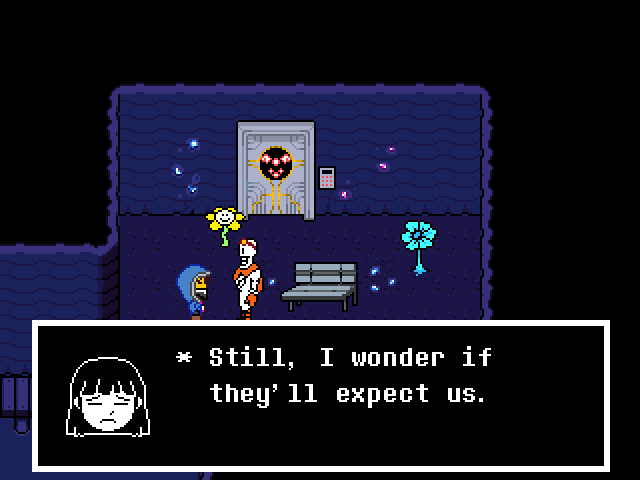 * Still, I wonder if
they'll expect us.